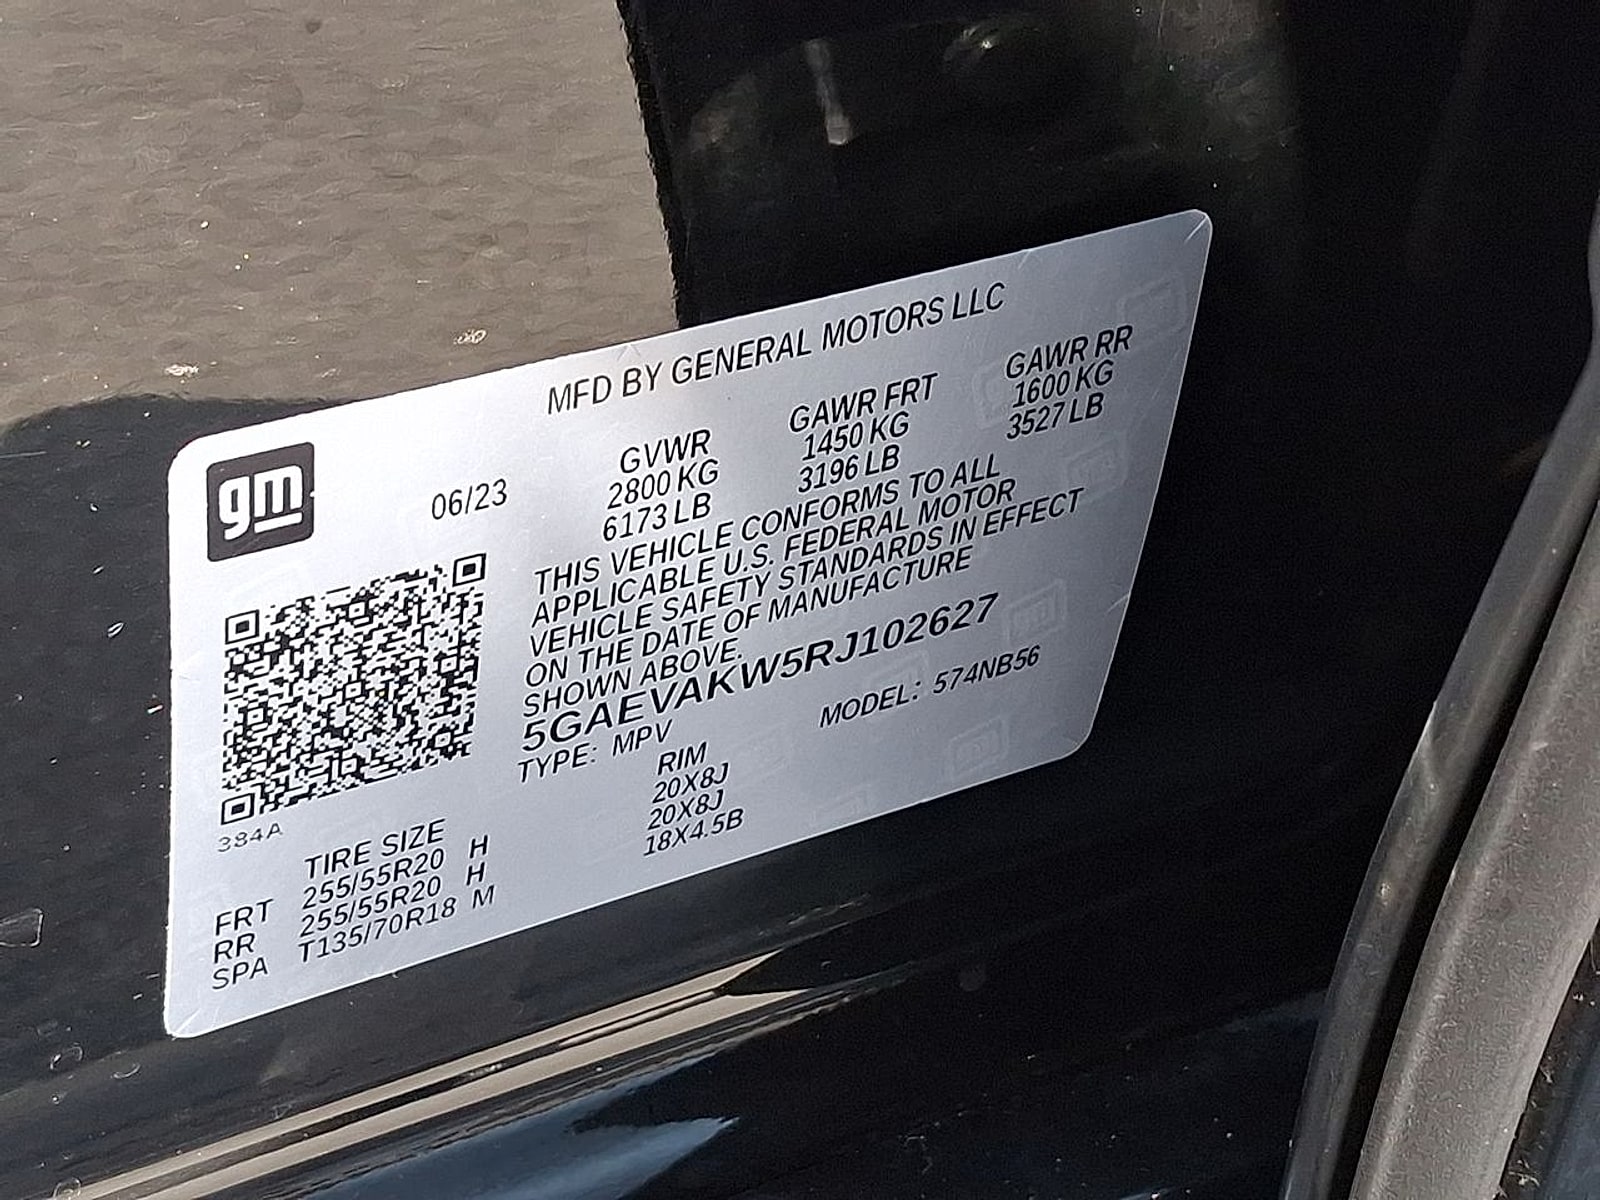 MFD BY GENERAL MOTORS LLC
gm
06/23
GVWR GAWR FRT GAWR RR
2800 KG 1450 KG 1600 KG
6173 LB 3196 LB 3527 LB
THIS VEHICLE CONFORMS TO ALL
APPLICABLE U.S. FEDERAL MOTOR
VEHICLE SAFETY STANDARDS IN EFFECT
ON THE DATE OF MANUFACTURE
SHOWN ABOVE.
5GAEVAKW5RJ102627
TYPE: MPV MODEL: 574NB56
384A
TIRE SIZE RIM
FRT 255/55R20 H 20X8J
RR 255/55R20 H 20X8J
SPA T135/70R18 M 18X4.5B